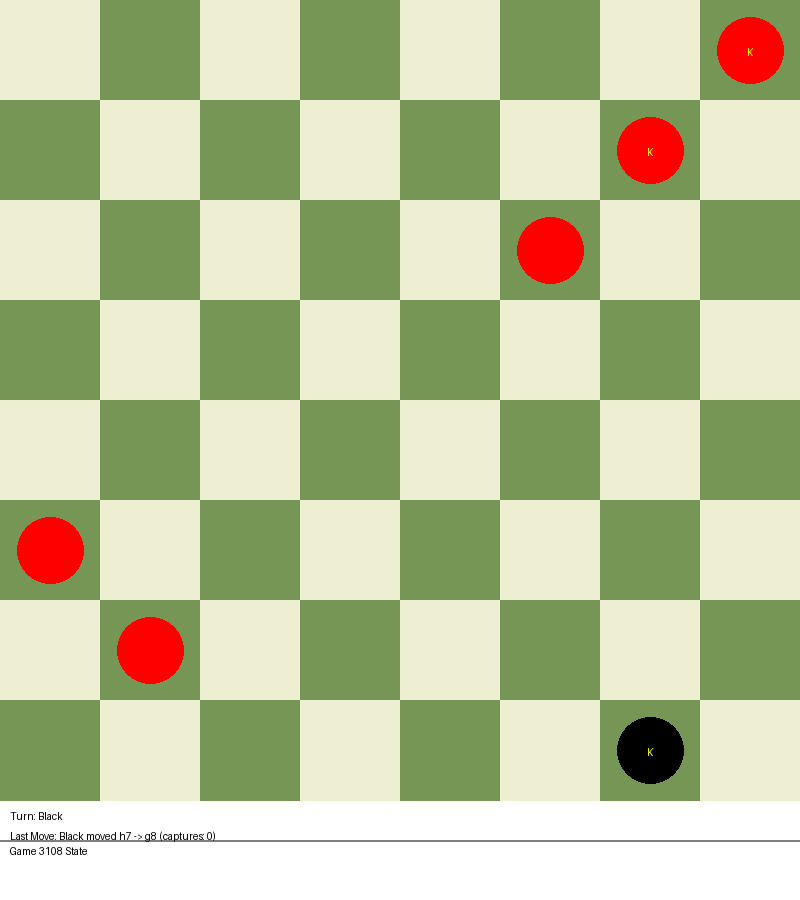 K
K
K
Turn: Black
Last Move: Black moved h7 -> g8 (captures: 0)
Game 3108 State